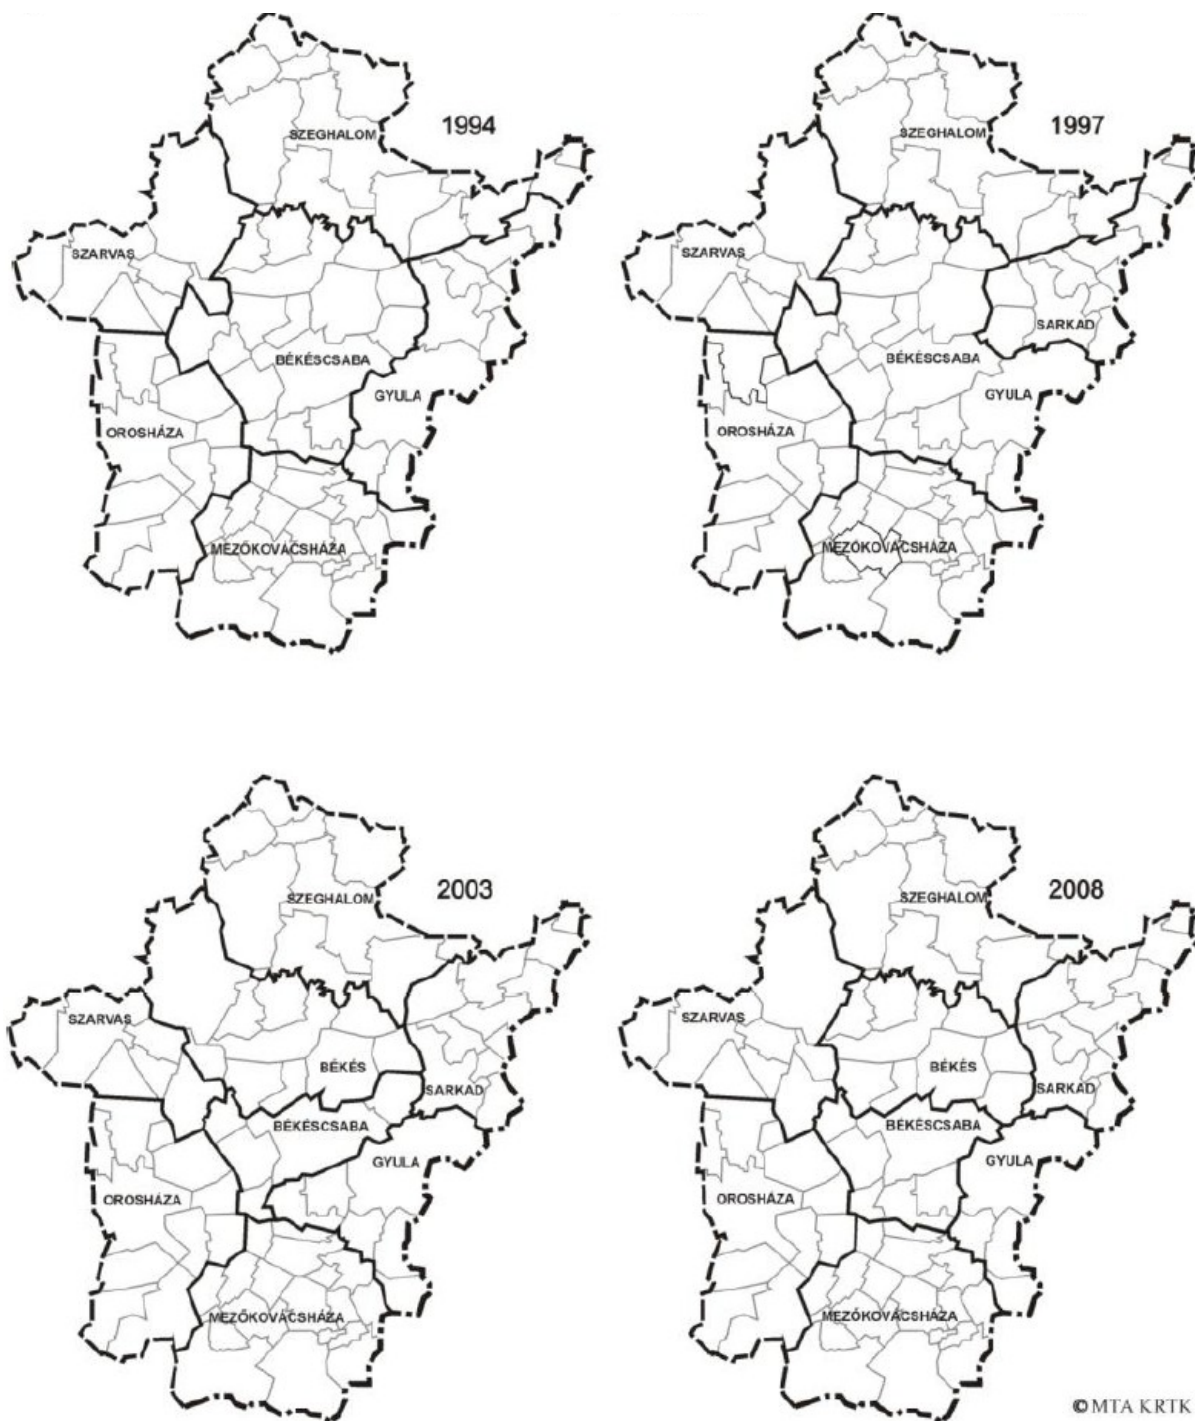 1994
SZEGHALOM
SZARVAS
BÉKÉSCSABA
GYULA
OROSHÁZA
MEZŐKOVÁCSHÁZA
1997
SZEGHALOM
SZARVAS
SARKAD
BÉKÉSCSABA
GYULA
OROSHÁZA
MEZŐKOVÁCSHÁZA
2003
SZEGHALOM
SZARVAS
BÉKÉS
SARKAD
BÉKÉSCSABA
GYULA
OROSHÁZA
MEZŐKOVÁCSHÁZA
2008
SZEGHALOM
SZARVAS
BÉKÉS
SARKAD
BÉKÉSCSABA
GYULA
OROSHÁZA
MEZŐKOVÁCSHÁZA
©MTA KRTK